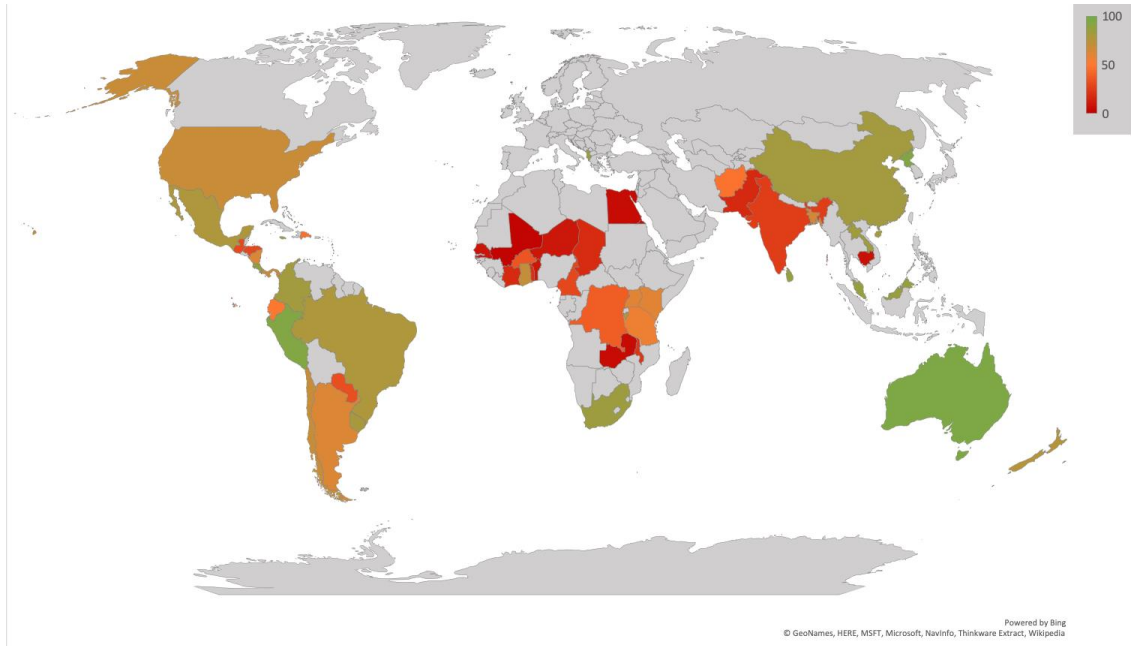 100
50
0
Powered by Bing
© GeoNames, HERE, MSFT, Microsoft, NavInfo, Thinkware Extract, Wikipedia